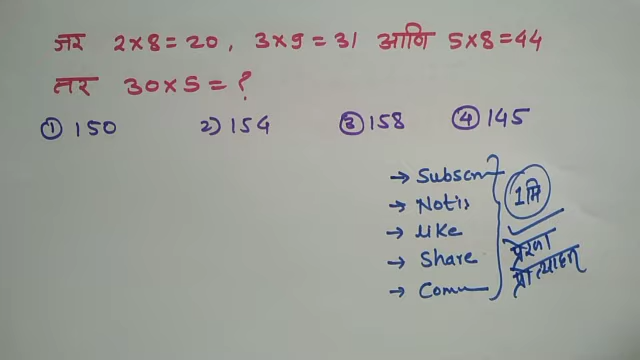 जर 2×8=20, 3×9=31 आणि 5×8=44
तर 30×5=?
① 150 2) 154 ③ 158 ④ 145
→ Subscri
→ Notis
→ Like
→ Share
→ Comm
1मि
प्रेरणा
प्रोत्साहन